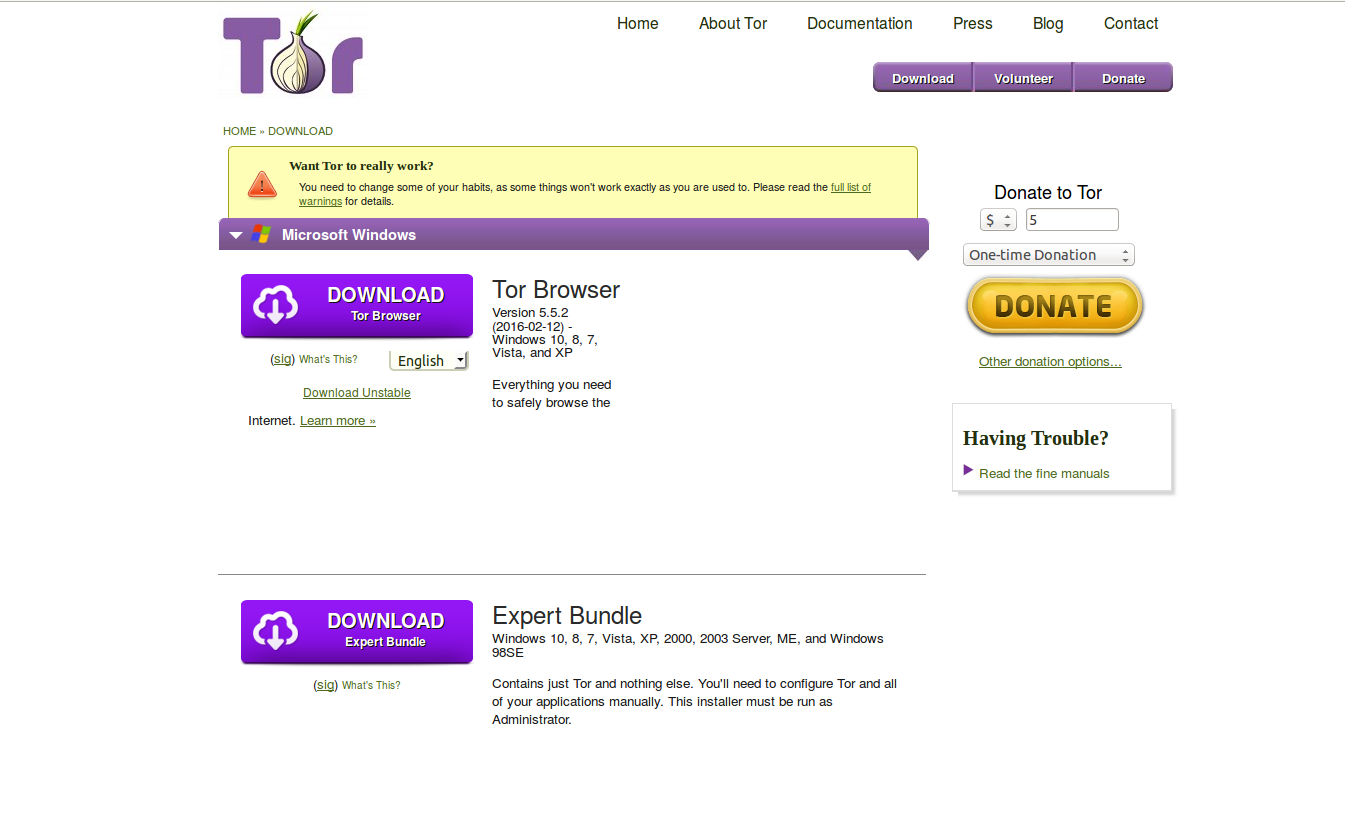 Tor
Home About Tor Documentation Press Blog Contact
Download Volunteer Donate
HOME » DOWNLOAD
Want Tor to really work?
You need to change some of your habits, as some things won't work exactly as you are used to. Please read the full list of
warnings for details.
Microsoft Windows
DOWNLOAD
Tor Browser
(sig) What's This?
English
Download Unstable
Tor Browser
Version 5.5.2
(2016-02-12) -
Windows 10, 8, 7,
Vista, and XP
Everything you need
to safely browse the
Internet. Learn more »
Donate to Tor
$ 5
One-time Donation
DONATE
Other donation options...
Having Trouble?
Read the fine manuals
DOWNLOAD
Expert Bundle
(sig) What's This?
Expert Bundle
Windows 10, 8, 7, Vista, XP, 2000, 2003 Server, ME, and Windows
98SE
Contains just Tor and nothing else. You'll need to configure Tor and all
of your applications manually. This installer must be run as
Administrator.